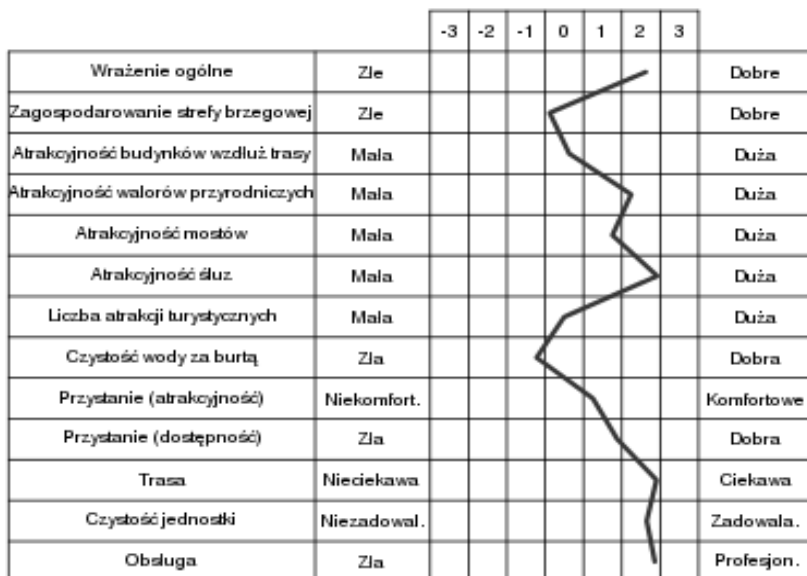 -3 -2 -1 0 1 2 3
Wrażenie ogólne Złe Dobre
Zagospodarowanie strefy brzegowej Złe Dobre
Atrakcyjność budynków wzdłuż trasy Mała Duża
Atrakcyjność walorów przyrodniczych Mała Duża
Atrakcyjność mostów Mała Duża
Atrakcyjność śluz Mała Duża
Liczba atrakcji turystycznych Mała Duża
Czystość wody za burtą Zła Dobra
Przystanie (atrakcyjność) Niekomfort. Komfortowe
Przystanie (dostępność) Zła Dobra
Trasa Nieciekawa Ciekawa
Czystość jednostki Niezadowal. Zadowala.
Obsługa Zła Profesjon.